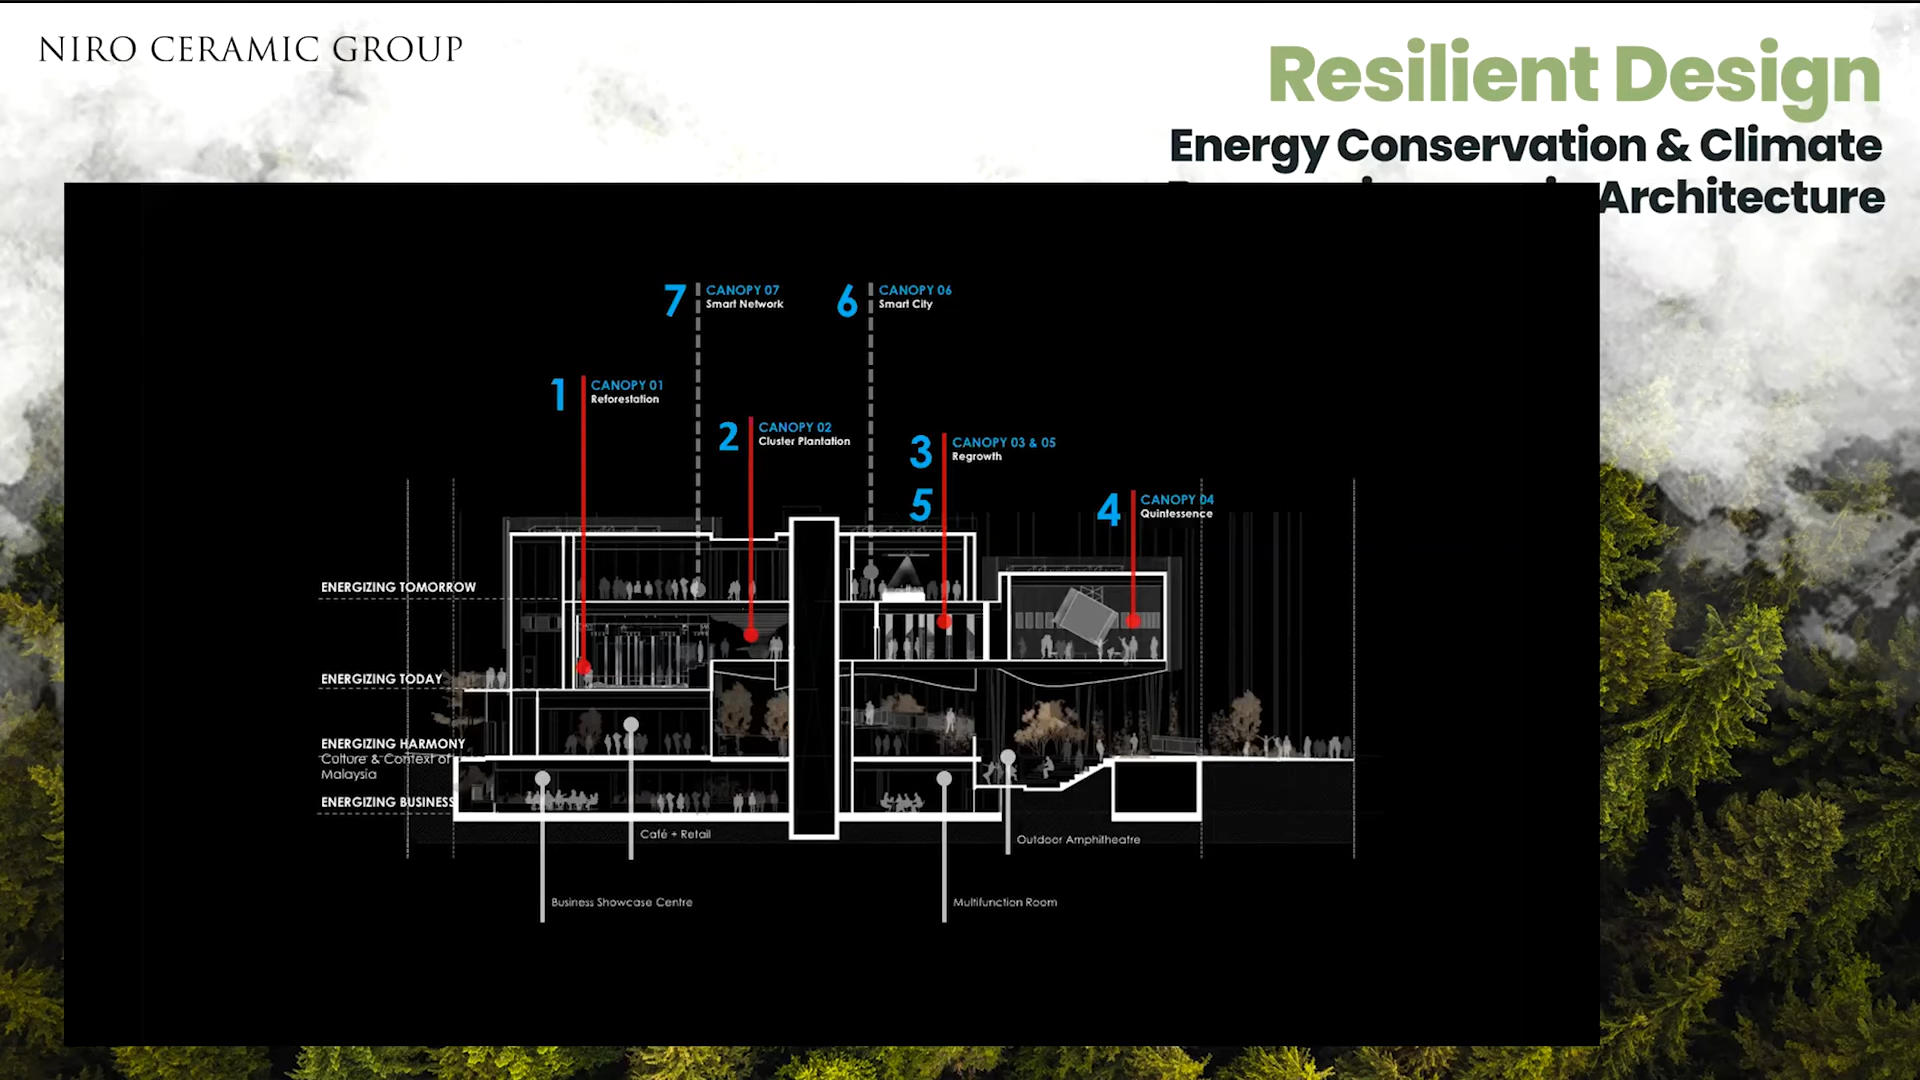 NIRO CERAMIC GROUP
Resilient Design
Energy Conservation & Climate
Architecture
7 CANOPY 07
Smart Network
6 CANOPY 06
Smart City
1 CANOPY 01
Reforestation
2 CANOPY 02
Cluster Plantation
3 CANOPY 03 & 05
Regrowth
5
4 CANOPY 04
Quintessence
ENERGIZING TOMORROW
ENERGIZING TODAY
ENERGIZING HARMONY
Culture & Context of
Malaysia
ENERGIZING BUSINESS
Café + Retail
Outdoor Amphitheatre
Business Showcase Centre
Multifunction Room